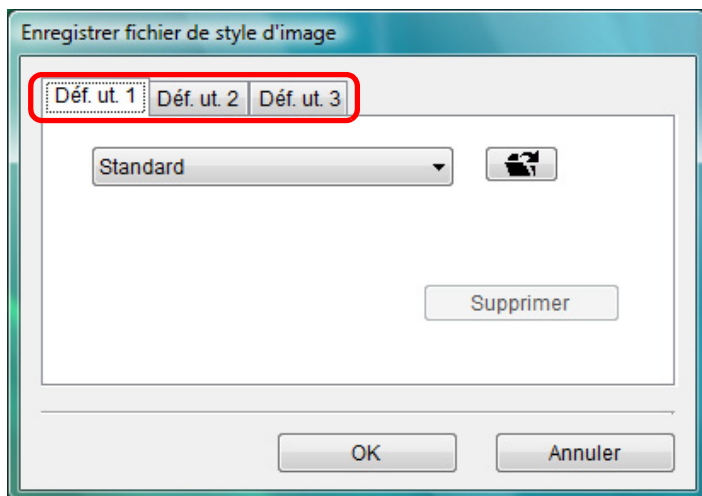 Enregistrer fichier de style d'image
Déf. ut. 1 Déf. ut. 2 Déf. ut. 3
Standard
Supprimer
OK Annuler